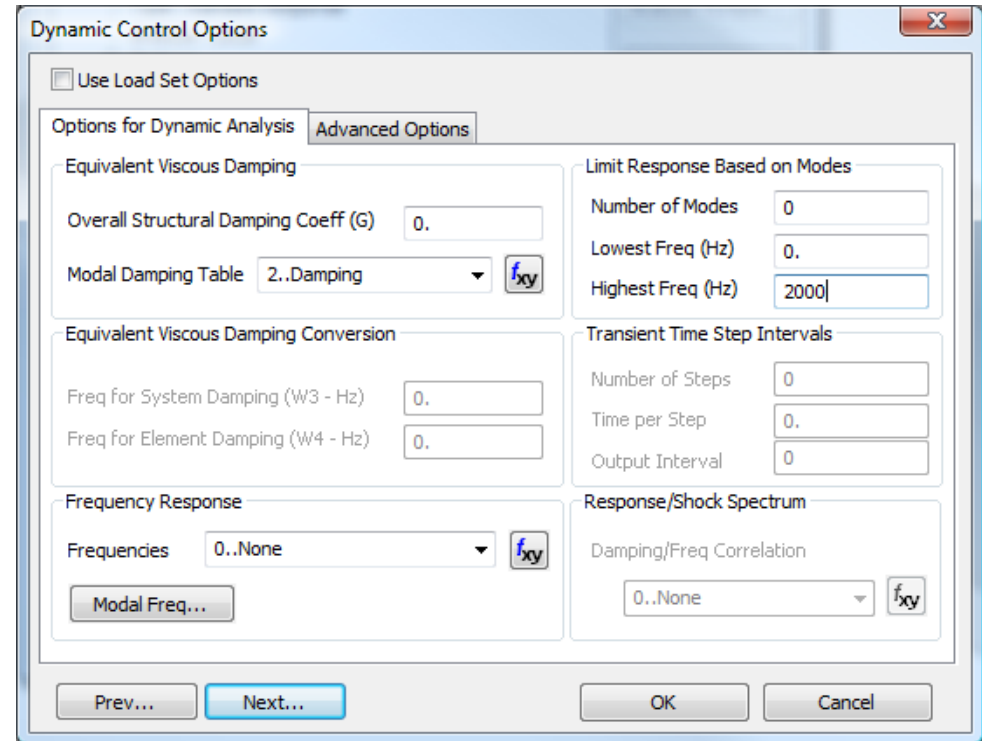 Dynamic Control Options
X
Use Load Set Options
Options for Dynamic Analysis
Advanced Options
Equivalent Viscous Damping
Overall Structural Damping Coeff (G)
0.
Modal Damping Table
2..Damping
fxy
Limit Response Based on Modes
Number of Modes
0
Lowest Freq (Hz)
0.
Highest Freq (Hz)
2000
Equivalent Viscous Damping Conversion
Freq for System Damping (W3 - Hz)
0.
Freq for Element Damping (W4 - Hz)
0.
Transient Time Step Intervals
Number of Steps
0
Time per Step
0.
Output Interval
0
Frequency Response
Frequencies
0..None
fxy
Modal Freq...
Response/Shock Spectrum
Damping/Freq Correlation
0..None
fxy
Prev...
Next...
OK
Cancel